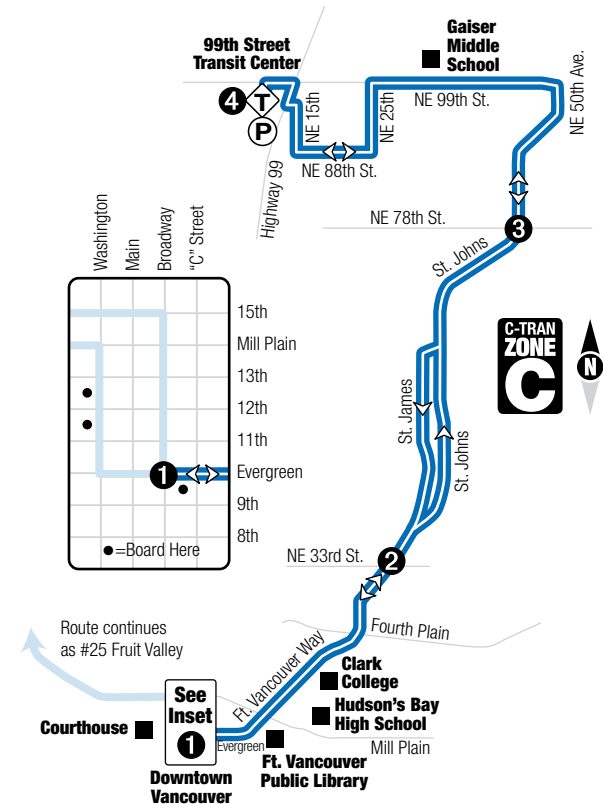 Gaiser
Middle
School
99th Street
Transit Center
4
T
P
NE 15th
NE 25th
NE 99th St.
NE 50th Ave.
NE 88th St.
Highway 99
NE 78th St.
3
St. Johns
Washington
Main
Broadway
"C" Street
15th
Mill Plain
13th
12th
11th
Evergreen
9th
8th
1
●=Board Here
C-TRAN
ZONE
C
N
St. James
St. Johns
NE 33rd St.
2
Fourth Plain
Route continues
as #25 Fruit Valley
Ft. Vancouver Way
Clark
College
Hudson's Bay
High School
See
Inset
1
Courthouse
Evergreen
Mill Plain
Downtown
Vancouver
Ft. Vancouver
Public Library